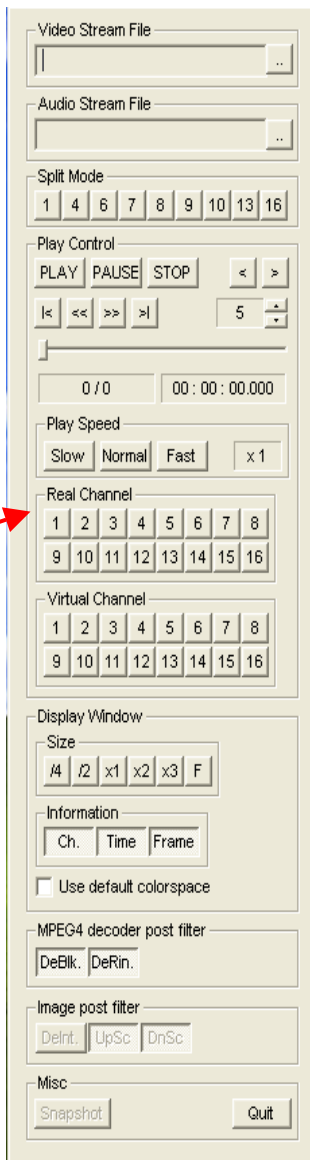 Video Stream File
..
Audio Stream File
..
Split Mode
1 4 6 7 8 9 10 13 16
Play Control
PLAY PAUSE STOP < >
|< << >> >| 5
0 / 0 00 : 00 : 00.000
Play Speed
Slow Normal Fast x 1
Real Channel
1 2 3 4 5 6 7 8
9 10 11 12 13 14 15 16
Virtual Channel
1 2 3 4 5 6 7 8
9 10 11 12 13 14 15 16
Display Window
Size
/4 /2 x1 x2 x3 F
Information
Ch. Time Frame
Use default colorspace
MPEG4 decoder post filter
DeBlk. DeRin.
Image post filter
DeInt. UpSc DnSc
Misc
Snapshot Quit